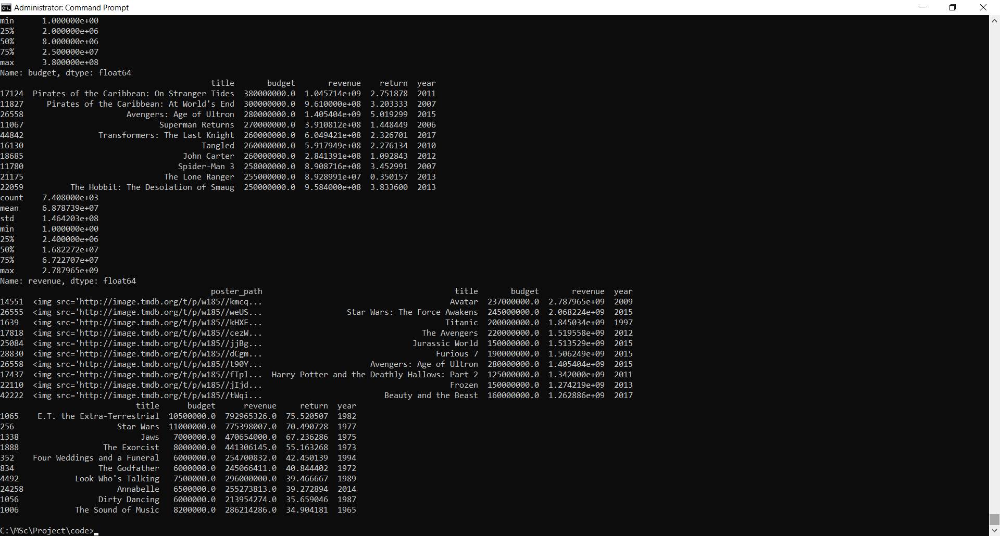 Administrator: Command Prompt
min      1.000000e+00
25%      2.000000e+06
50%      8.000000e+06
75%      2.500000e+07
max      3.800000e+08
Name: budget, dtype: float64
                                             title       budget       revenue    return  year
17124  Pirates of the Caribbean: On Stranger Tides  380000000.0  1.045714e+09  2.751878  2011
11827     Pirates of the Caribbean: At World's End  300000000.0  9.610000e+08  3.203333  2007
26558                      Avengers: Age of Ultron  280000000.0  1.405404e+09  5.019299  2015
11067                             Superman Returns  270000000.0  3.910812e+08  1.448449  2006
44842                Transformers: The Last Knight  260000000.0  6.049421e+08  2.326701  2017
16130                                      Tangled  260000000.0  5.917949e+08  2.276134  2010
18685                                  John Carter  260000000.0  2.841391e+08  1.092843  2012
11780                                 Spider-Man 3  258000000.0  8.908716e+08  3.452991  2007
21175                              The Lone Ranger  255000000.0  8.928991e+07  0.350157  2013
22059          The Hobbit: The Desolation of Smaug  250000000.0  9.584000e+08  3.833600  2013
count    7.408000e+03
mean     6.878739e+07
std      1.464203e+08
min      1.000000e+00
25%      2.400000e+06
50%      1.682272e+07
75%      6.722707e+07
max      2.787965e+09
Name: revenue, dtype: float64
                                             poster_path                                         title       budget       revenue  year
14551  <img src='http://image.tmdb.org/t/p/w185//kmcq...                                        Avatar  237000000.0  2.787965e+09  2009
26555  <img src='http://image.tmdb.org/t/p/w185//weUS...                  Star Wars: The Force Awakens  245000000.0  2.068224e+09  2015
1639   <img src='http://image.tmdb.org/t/p/w185//kHXE...                                       Titanic  200000000.0  1.845034e+09  1997
17818  <img src='http://image.tmdb.org/t/p/w185//cezW...                                  The Avengers  220000000.0  1.519558e+09  2012
25084  <img src='http://image.tmdb.org/t/p/w185//jjBg...                                Jurassic World  150000000.0  1.513529e+09  2015
28830  <img src='http://image.tmdb.org/t/p/w185//dCgm...                                     Furious 7  190000000.0  1.506249e+09  2015
26558  <img src='http://image.tmdb.org/t/p/w185//t90Y...                       Avengers: Age of Ultron  280000000.0  1.405404e+09  2015
17437  <img src='http://image.tmdb.org/t/p/w185//fTpl...  Harry Potter and the Deathly Hallows: Part 2  125000000.0  1.342000e+09  2011
22110  <img src='http://image.tmdb.org/t/p/w185//jIjd...                                        Frozen  150000000.0  1.274219e+09  2013
42222  <img src='http://image.tmdb.org/t/p/w185//tWqi...                          Beauty and the Beast  160000000.0  1.262886e+09  2017
                             title      budget      revenue     return  year
1065    E.T. the Extra-Terrestrial  10500000.0  792965326.0  75.520507  1982
256                      Star Wars  11000000.0  775398007.0  70.490728  1977
1338                          Jaws   7000000.0  470654000.0  67.236286  1975
1888                  The Exorcist   8000000.0  441306145.0  55.163268  1973
352    Four Weddings and a Funeral   6000000.0  254700832.0  42.450139  1994
834                  The Godfather   6000000.0  245066411.0  40.844402  1972
4492            Look Who's Talking   7500000.0  296000000.0  39.466667  1989
24258                    Annabelle   6500000.0  255273813.0  39.272894  2014
1056                 Dirty Dancing   6000000.0  213954274.0  35.659046  1987
1006            The Sound of Music   8200000.0  286214286.0  34.904181  1965
C:\MSc\Project\code>